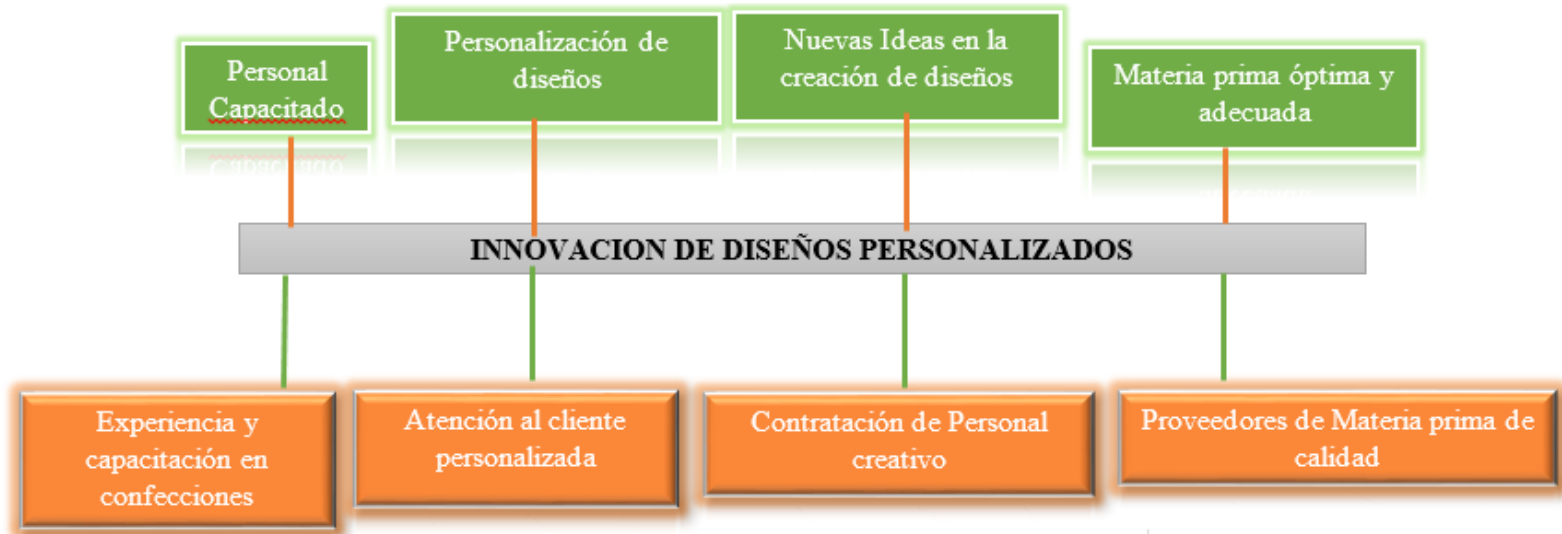 Personal
Capacitado
Personalización de
diseños
Nuevas Ideas en la
creación de diseños
Materia prima óptima y
adecuada
INNOVACION DE DISEÑOS PERSONALIZADOS
Experiencia y
capacitación en
confecciones
Atención al cliente
personalizada
Contratación de Personal
creativo
Proveedores de Materia prima de
calidad